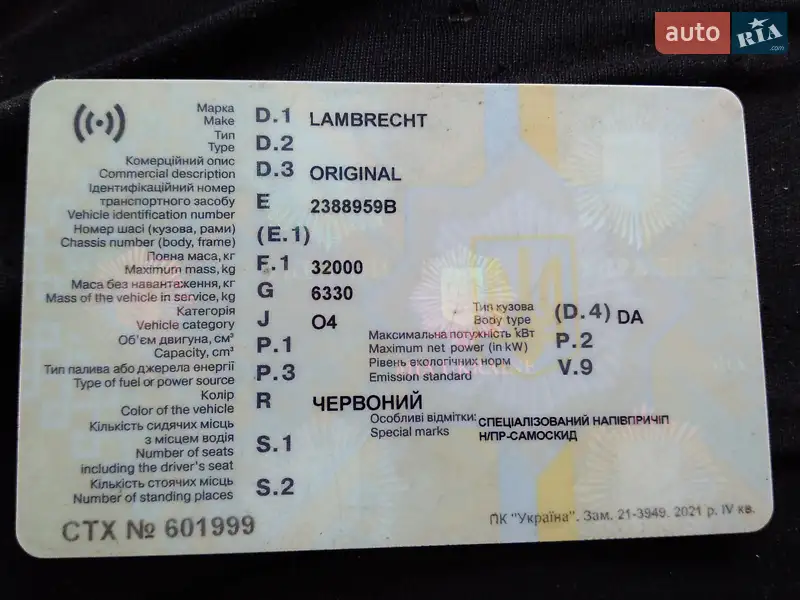 auto RIA .com
Марка D.1 LAMBRECHT
Make
Тип D.2
Type
Комерційний опис D.3 ORIGINAL
Commercial description
Ідентифікаційний номер
транспортного засобу E 2388959B
Vehicle identification number
Номер шасі (кузова, рами) (E.1)
Chassis number (body, frame)
Повна маса, кг F.1 32000
Maximum mass, kg
Маса без навантаження, кг G 6330
Mass of the vehicle in service, kg
Категорія J O4
Vehicle category
Тип кузова (D.4) DA
Body type
Об'єм двигуна, см³ P.1
Capacity, cm³
Максимальна потужність кВт P.2
Maximum net power (in kW)
Тип палива або джерела енергії P.3
Type of fuel or power source
Рівень екологічних норм V.9
Emission standard
Колір R ЧЕРВОНИЙ
Color of the vehicle
Особливі відмітки: СПЕЦІАЛІЗОВАНИЙ НАПІВПРИЧІП
Special marks Н/ПР-САМОСКИД
Кількість сидячих місць
з місцем водія S.1
Number of seats
including the driver's seat
Кількість стоячих місць S.2
Number of standing places
СТХ № 601999
ПК "Україна". Зам. 21-3949. 2021 р. IV кв.